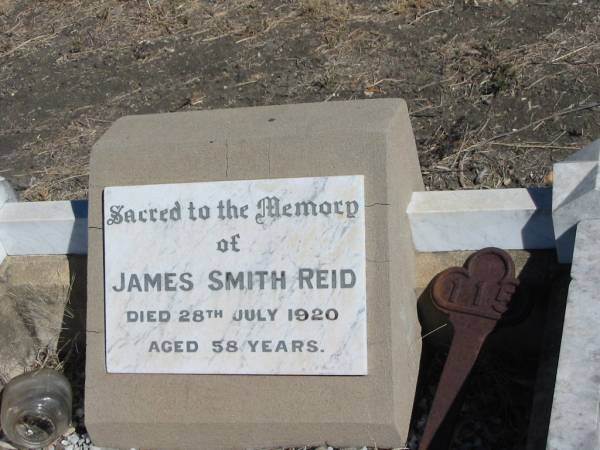 Sacred to the Memory
of
JAMES SMITH REID
DIED 28TH JULY 1920
AGED 58 YEARS.